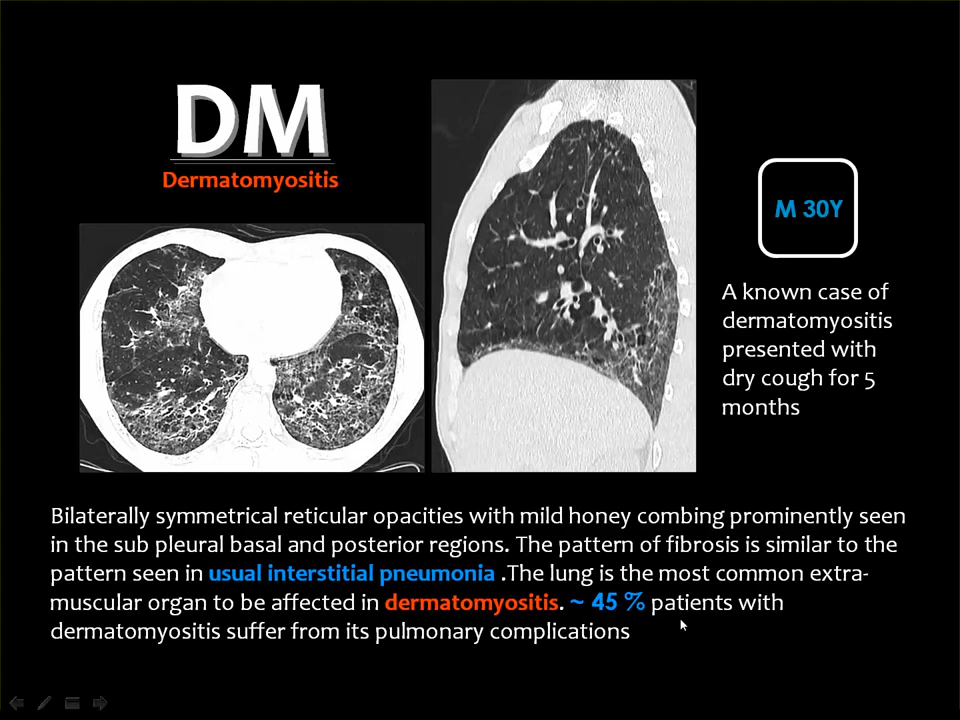 DM
Dermatomyositis
M 30Y
A known case of
dermatomyositis
presented with
dry cough for 5
months
Bilaterally symmetrical reticular opacities with mild honey combing prominently seen
in the sub pleural basal and posterior regions. The pattern of fibrosis is similar to the
pattern seen in usual interstitial pneumonia .The lung is the most common extra-
muscular organ to be affected in dermatomyositis. ~ 45 % patients with
dermatomyositis suffer from its pulmonary complications